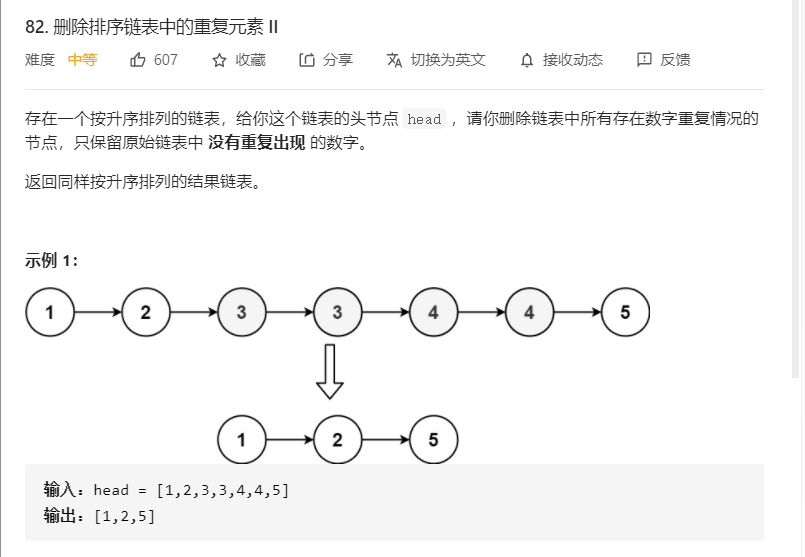 82. 删除排序链表中的重复元素 II
难度 中等 607 收藏 分享 切换为英文 接收动态 反馈
存在一个按升序排列的链表，给你这个链表的头节点 head ，请你删除链表中所有存在数字重复情况的
节点，只保留原始链表中 没有重复出现 的数字。
返回同样按升序排列的结果链表。
示例 1：
1 2 3 3 4 4 5
1 2 5
输入：head = [1,2,3,3,4,4,5]
输出：[1,2,5]